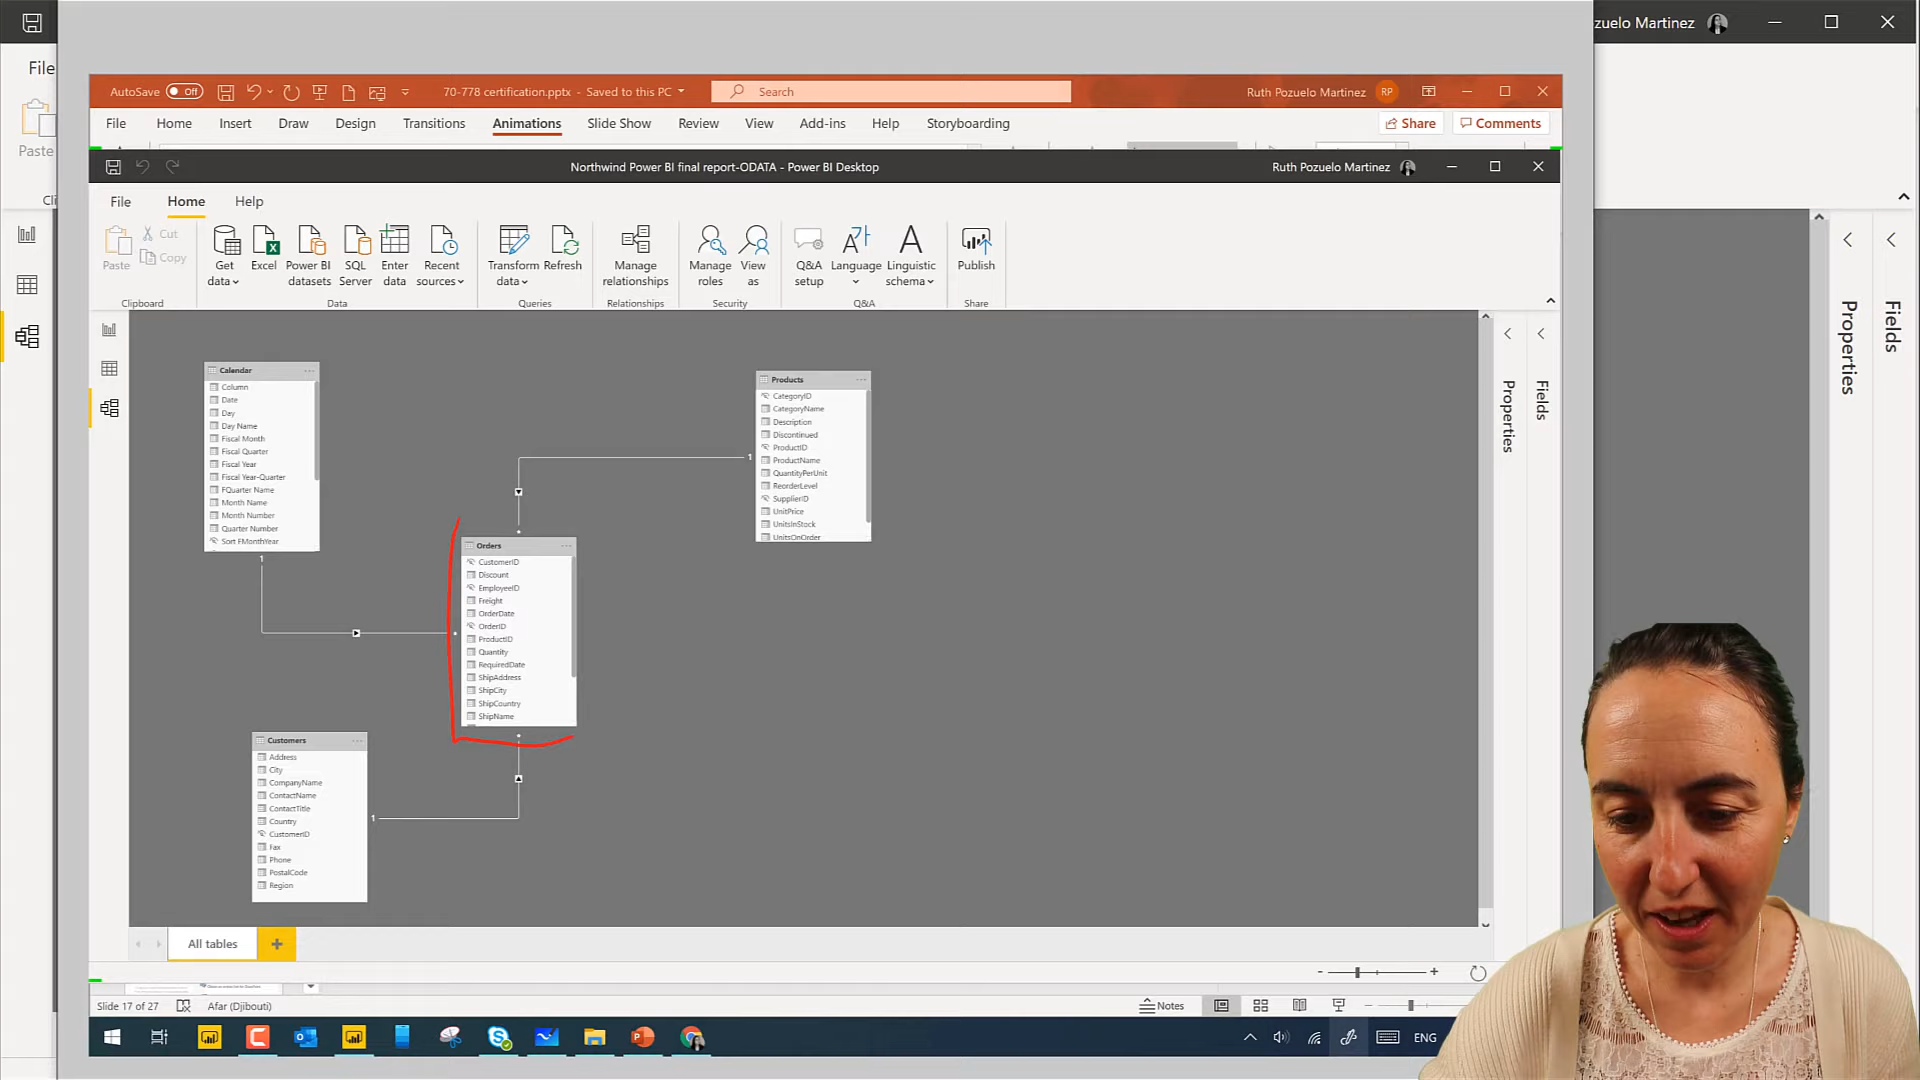 zuelo Martinez
File
Paste
Cli
AutoSave Off
70-778 certification.pptx - Saved to this PC
Search
Ruth Pozuelo Martinez RP
File Home Insert Draw Design Transitions Animations Slide Show Review View Add-ins Help Storyboarding
Share Comments
Northwind Power BI final report-ODATA - Power BI Desktop
Ruth Pozuelo Martinez
File Home Help
Paste
Cut
Copy
Get data
Excel
Power BI datasets
SQL Server
Enter data
Recent sources
Transform data
Refresh
Manage relationships
Manage roles
View as
Q&A setup
Language
Linguistic schema
Publish
Clipboard
Data
Queries
Relationships
Security
Q&A
Share
Calendar
Column
Date
Day
Day Name
Fiscal Month
Fiscal Quarter
Fiscal Year
Fiscal Year-Quarter
FQuarter Name
Month Name
Month Number
Quarter Number
Sort FMonthYear
1
Products
CategoryID
CategoryName
Description
Discontinued
ProductID
ProductName
QuantityPerUnit
ReorderLevel
SupplierID
UnitPrice
UnitsInStock
UnitsOnOrder
1
Orders
CustomerID
Discount
EmployeeID
Freight
OrderDate
OrderID
ProductID
Quantity
RequiredDate
ShipAddress
ShipCity
ShipCountry
ShipName
Customers
Address
City
CompanyName
ContactName
ContactTitle
Country
CustomerID
Fax
Phone
PostalCode
Region
1
Properties
Fields
Properties
Fields
All tables
Slide 17 of 27
Afar (Djibouti)
Notes
ENG